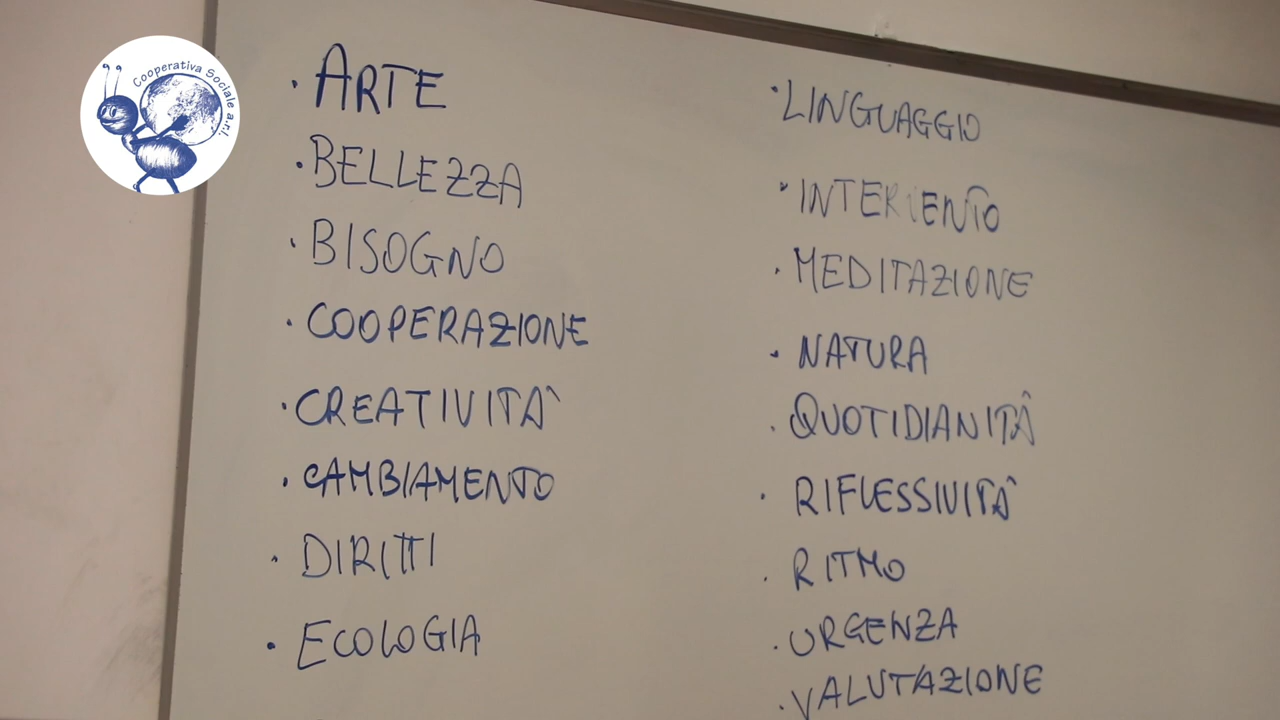 Cooperativa Sociale a.r.l.
• ARTE
• BELLEZZA
• BISOGNO
• COOPERAZIONE
• CREATIVITÀ
• CAMBIAMENTO
• DIRITTI
• ECOLOGIA
• LINGUAGGIO
• INTERVENTO
• MEDITAZIONE
• NATURA
• QUOTIDIANITÀ
• RIFLESSIVITÀ
• RITMO
• URGENZA
• VALUTAZIONE